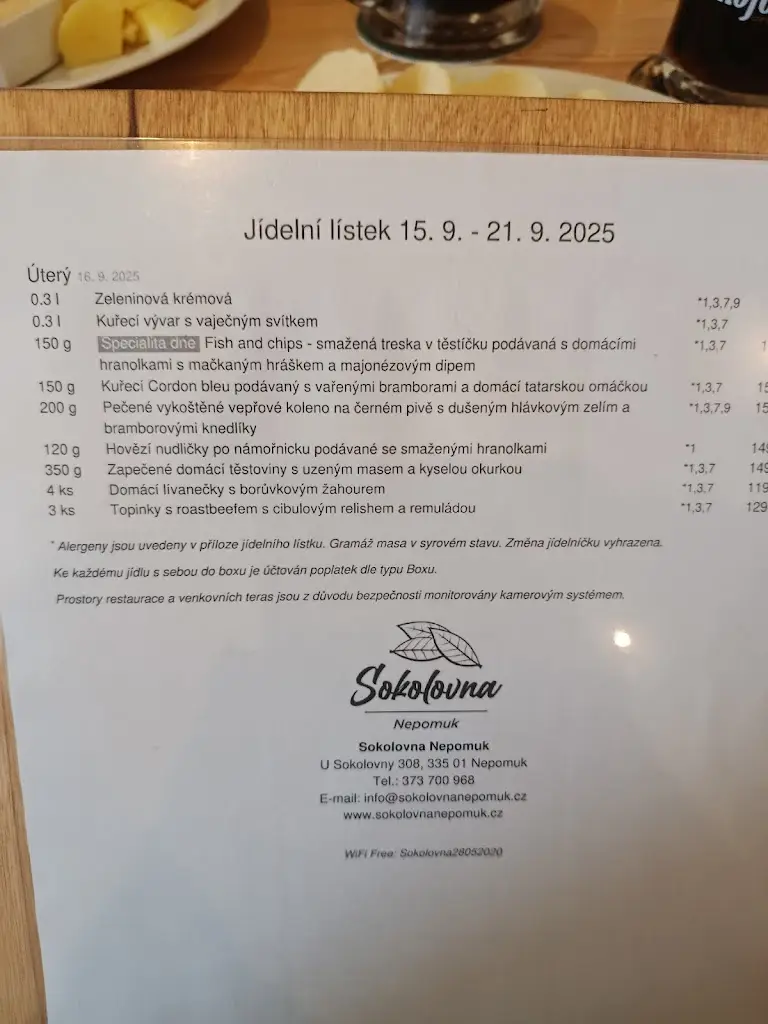 Jídelní lístek 15. 9. - 21. 9. 2025
Úterý 16. 9. 2025
0.3 l Zeleninová krémová *1,3,7,9
0.3 l Kuřecí vývar s vaječným svítkem *1,3,7
150 g Specialita dne Fish and chips - smažená treska v těstíčku podávaná s domácími *1,3,7
hranolkami s mačkaným hráškem a majonézovým dipem
150 g Kuřecí Cordon bleu podávaný s vařenými bramborami a domácí tatarskou omáčkou *1,3,7
200 g Pečené vykoštěné vepřové koleno na černém pivě s dušeným hlávkovým zelím a *1,3,7,9
bramborovými knedlíky
120 g Hovězí nudličky po námořnicku podávané se smaženými hranolkami *1 149
350 g Zapečené domácí těstoviny s uzeným masem a kyselou okurkou *1,3,7 149
4 ks Domácí lívanečky s borůvkovým žahourem *1,3,7 119
3 ks Topinky s roastbeefem s cibulovým relishem a remuládou *1,3,7 129
* Alergeny jsou uvedeny v příloze jídelního lístku. Gramáž masa v syrovém stavu. Změna jídelníčku vyhrazena.
Ke každému jídlu s sebou do boxu je účtován poplatek dle typu Boxu.
Prostory restaurace a venkovních teras jsou z důvodu bezpečnosti monitorovány kamerovým systémem.
Sokolovna
Nepomuk
Sokolovna Nepomuk
U Sokolovny 308, 335 01 Nepomuk
Tel.: 373 700 968
E-mail: info@sokolovnanepomuk.cz
www.sokolovnanepomuk.cz
WiFi Free: Sokolovna28052020